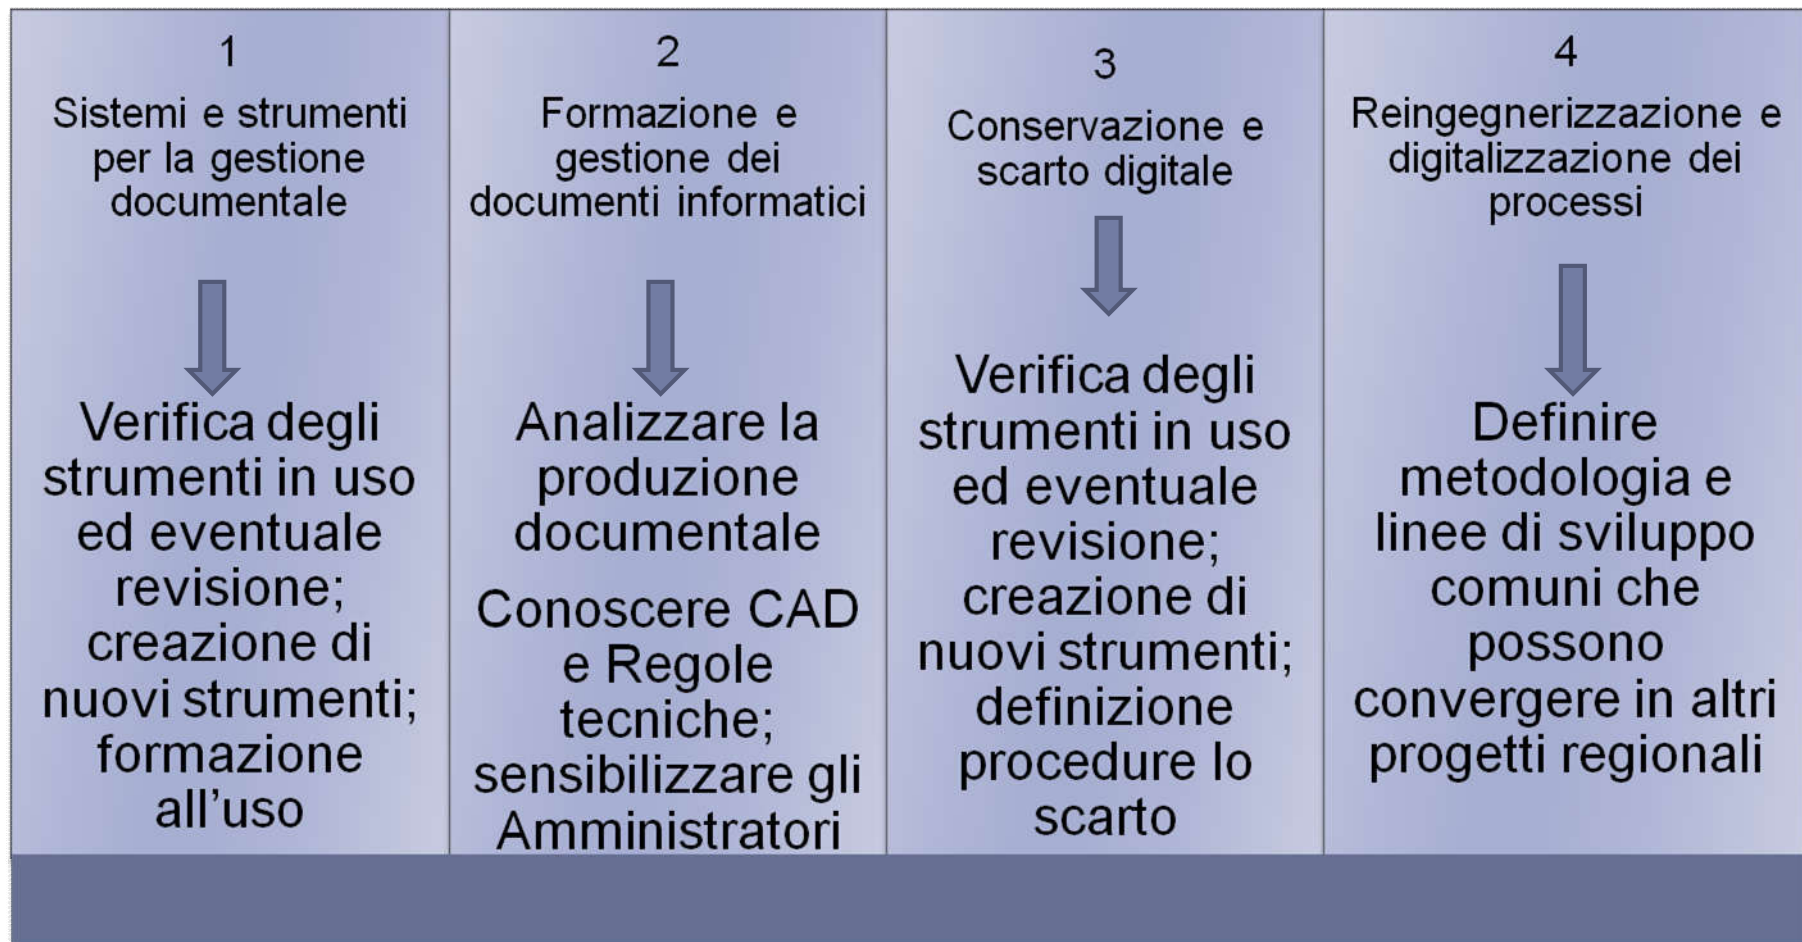 1
Sistemi e strumenti
per la gestione
documentale
Verifica degli
strumenti in uso
ed eventuale
revisione;
creazione di
nuovi strumenti;
formazione
all’uso
2
Formazione e
gestione dei
documenti informatici
Analizzare la
produzione
documentale
Conoscere CAD
e Regole
tecniche;
sensibilizzare gli
Amministratori
3
Conservazione e
scarto digitale
Verifica degli
strumenti in uso
ed eventuale
revisione;
creazione di
nuovi strumenti;
definizione
procedure lo
scarto
4
Reingegnerizzazione e
digitalizzazione dei
processi
Definire
metodologia e
linee di sviluppo
comuni che
possono
convergere in altri
progetti regionali